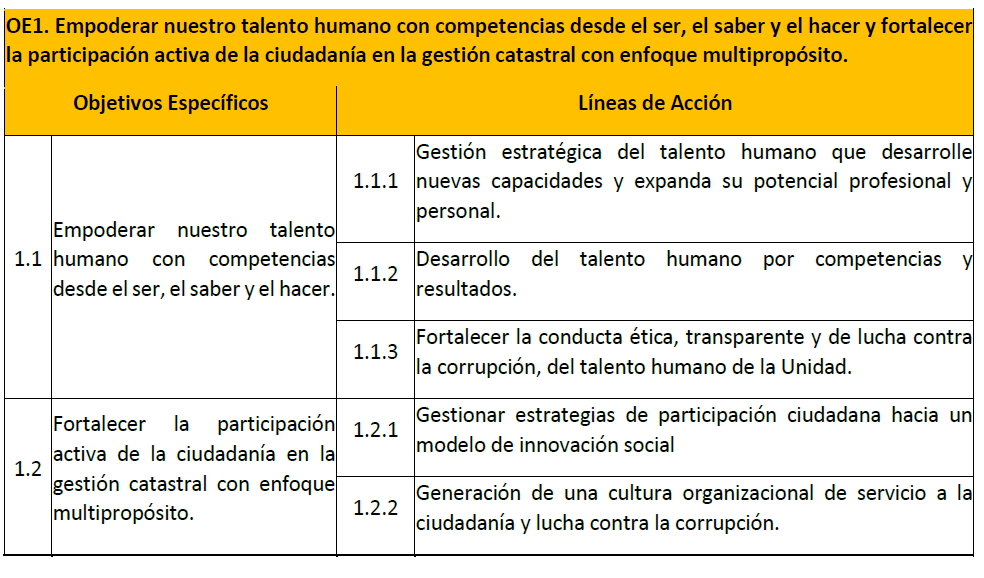 OE1. Empoderar nuestro talento humano con competencias desde el ser, el saber y el hacer y fortalecer
la participación activa de la ciudadanía en la gestión catastral con enfoque multipropósito.
Objetivos Específicos
Líneas de Acción
1.1
Empoderar nuestro talento
humano con competencias
desde el ser, el saber y el hacer.
1.1.1
Gestión estratégica del talento humano que desarrolle
nuevas capacidades y expanda su potencial profesional y
personal.
1.1.2
Desarrollo del talento humano por competencias y
resultados.
1.1.3
Fortalecer la conducta ética, transparente y de lucha contra
la corrupción, del talento humano de la Unidad.
1.2
Fortalecer la participación
activa de la ciudadanía en la
gestión catastral con enfoque
multipropósito.
1.2.1
Gestionar estrategias de participación ciudadana hacia un
modelo de innovación social
1.2.2
Generación de una cultura organizacional de servicio a la
ciudadanía y lucha contra la corrupción.